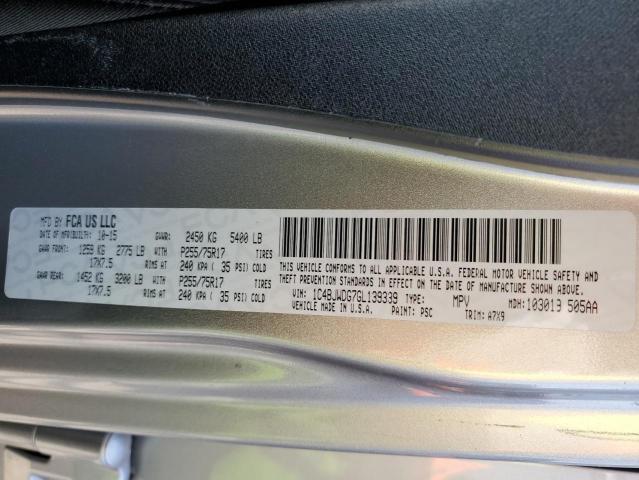 MFD BY FCA US LLC
DATE OF MFR/BUILT: 10-15 GVWR: 2450 KG 5400 LB
GAWR FRONT: 1259 KG 2775 LB WITH P255/75R17 TIRES
17X7.5 RIMS AT 240 KPA ( 35 PSI) COLD
GAWR REAR: 1452 KG 3200 LB WITH P255/75R17 TIRES
17X7.5 RIMS AT 240 KPA ( 35 PSI) COLD
THIS VEHICLE CONFORMS TO ALL APPLICABLE U.S.A. FEDERAL MOTOR VEHICLE SAFETY AND
THEFT PREVENTION STANDARDS IN EFFECT ON THE DATE OF MANUFACTURE SHOWN ABOVE.
VIN: 1C4BJWDG7GL139339 TYPE: MPV MDH: 103013 505AA
VEHICLE MADE IN U.S.A. PAINT: PSC TRIM: A7X9